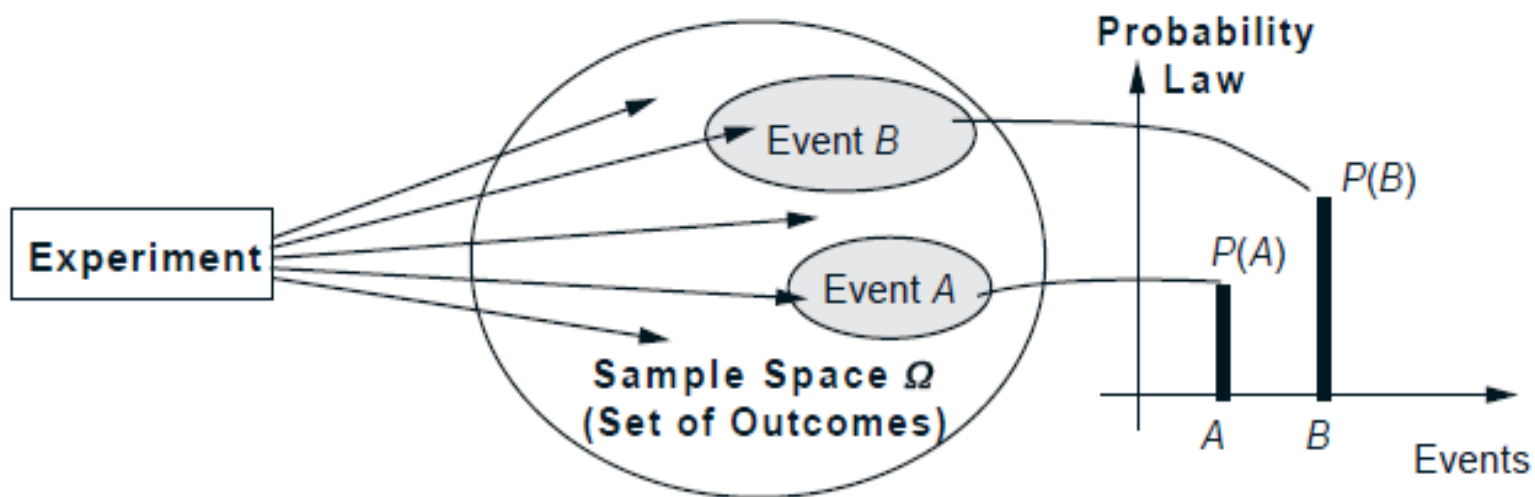 Experiment
Event B
Event A
Sample Space Ω
(Set of Outcomes)
Probability
Law
P(B)
P(A)
A
B
Events